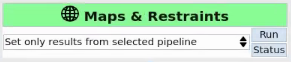 Maps & Restraints
Set only results from selected pipeline
Run
Status